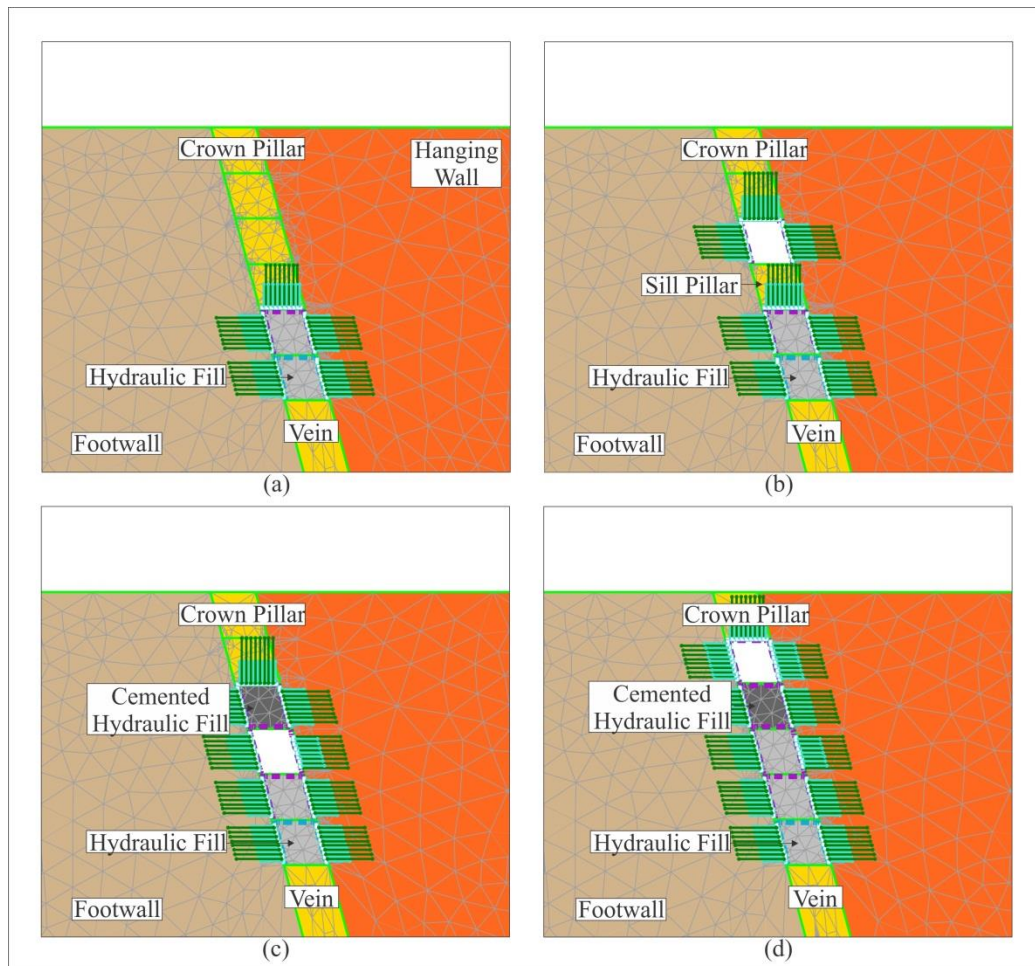 Crown Pillar
Hanging
Wall
Hydraulic Fill
Footwall
Vein
(a)
Crown Pillar
Sill Pillar
Hydraulic Fill
Footwall
Vein
(b)
Crown Pillar
Cemented
Hydraulic Fill
Hydraulic Fill
Footwall
Vein
(c)
Crown Pillar
Cemented
Hydraulic Fill
Hydraulic Fill
Footwall
Vein
(d)